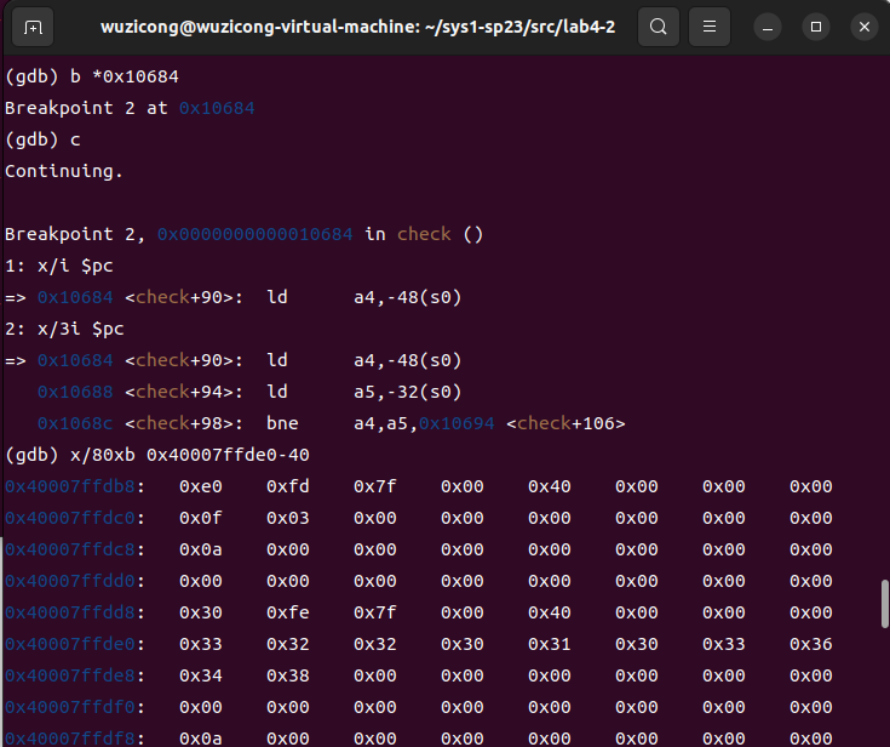 wuzicong@wuzicong-virtual-machine: ~/sys1-sp23/src/lab4-2
(gdb) b *0x10684
Breakpoint 2 at 0x10684
(gdb) c
Continuing.
Breakpoint 2, 0x0000000000010684 in check ()
1: x/i $pc
=> 0x10684 <check+90>: ld a4,-48(s0)
2: x/3i $pc
=> 0x10684 <check+90>: ld a4,-48(s0)
0x10688 <check+94>: ld a5,-32(s0)
0x1068c <check+98>: bne a4,a5,0x10694 <check+106>
(gdb) x/80xb 0x40007ffde0-40
0x40007ffdb8: 0xe0 0xfd 0x7f 0x00 0x40 0x00 0x00 0x00
0x40007ffdc0: 0x0f 0x03 0x00 0x00 0x00 0x00 0x00 0x00
0x40007ffdc8: 0x0a 0x00 0x00 0x00 0x00 0x00 0x00 0x00
0x40007ffdd0: 0x00 0x00 0x00 0x00 0x00 0x00 0x00 0x00
0x40007ffdd8: 0x30 0xfe 0x7f 0x00 0x40 0x00 0x00 0x00
0x40007ffde0: 0x33 0x32 0x32 0x30 0x31 0x30 0x33 0x36
0x40007ffde8: 0x34 0x38 0x00 0x00 0x00 0x00 0x00 0x00
0x40007ffdf0: 0x00 0x00 0x00 0x00 0x00 0x00 0x00 0x00
0x40007ffdf8: 0x0a 0x00 0x00 0x00 0x00 0x00 0x00 0x00